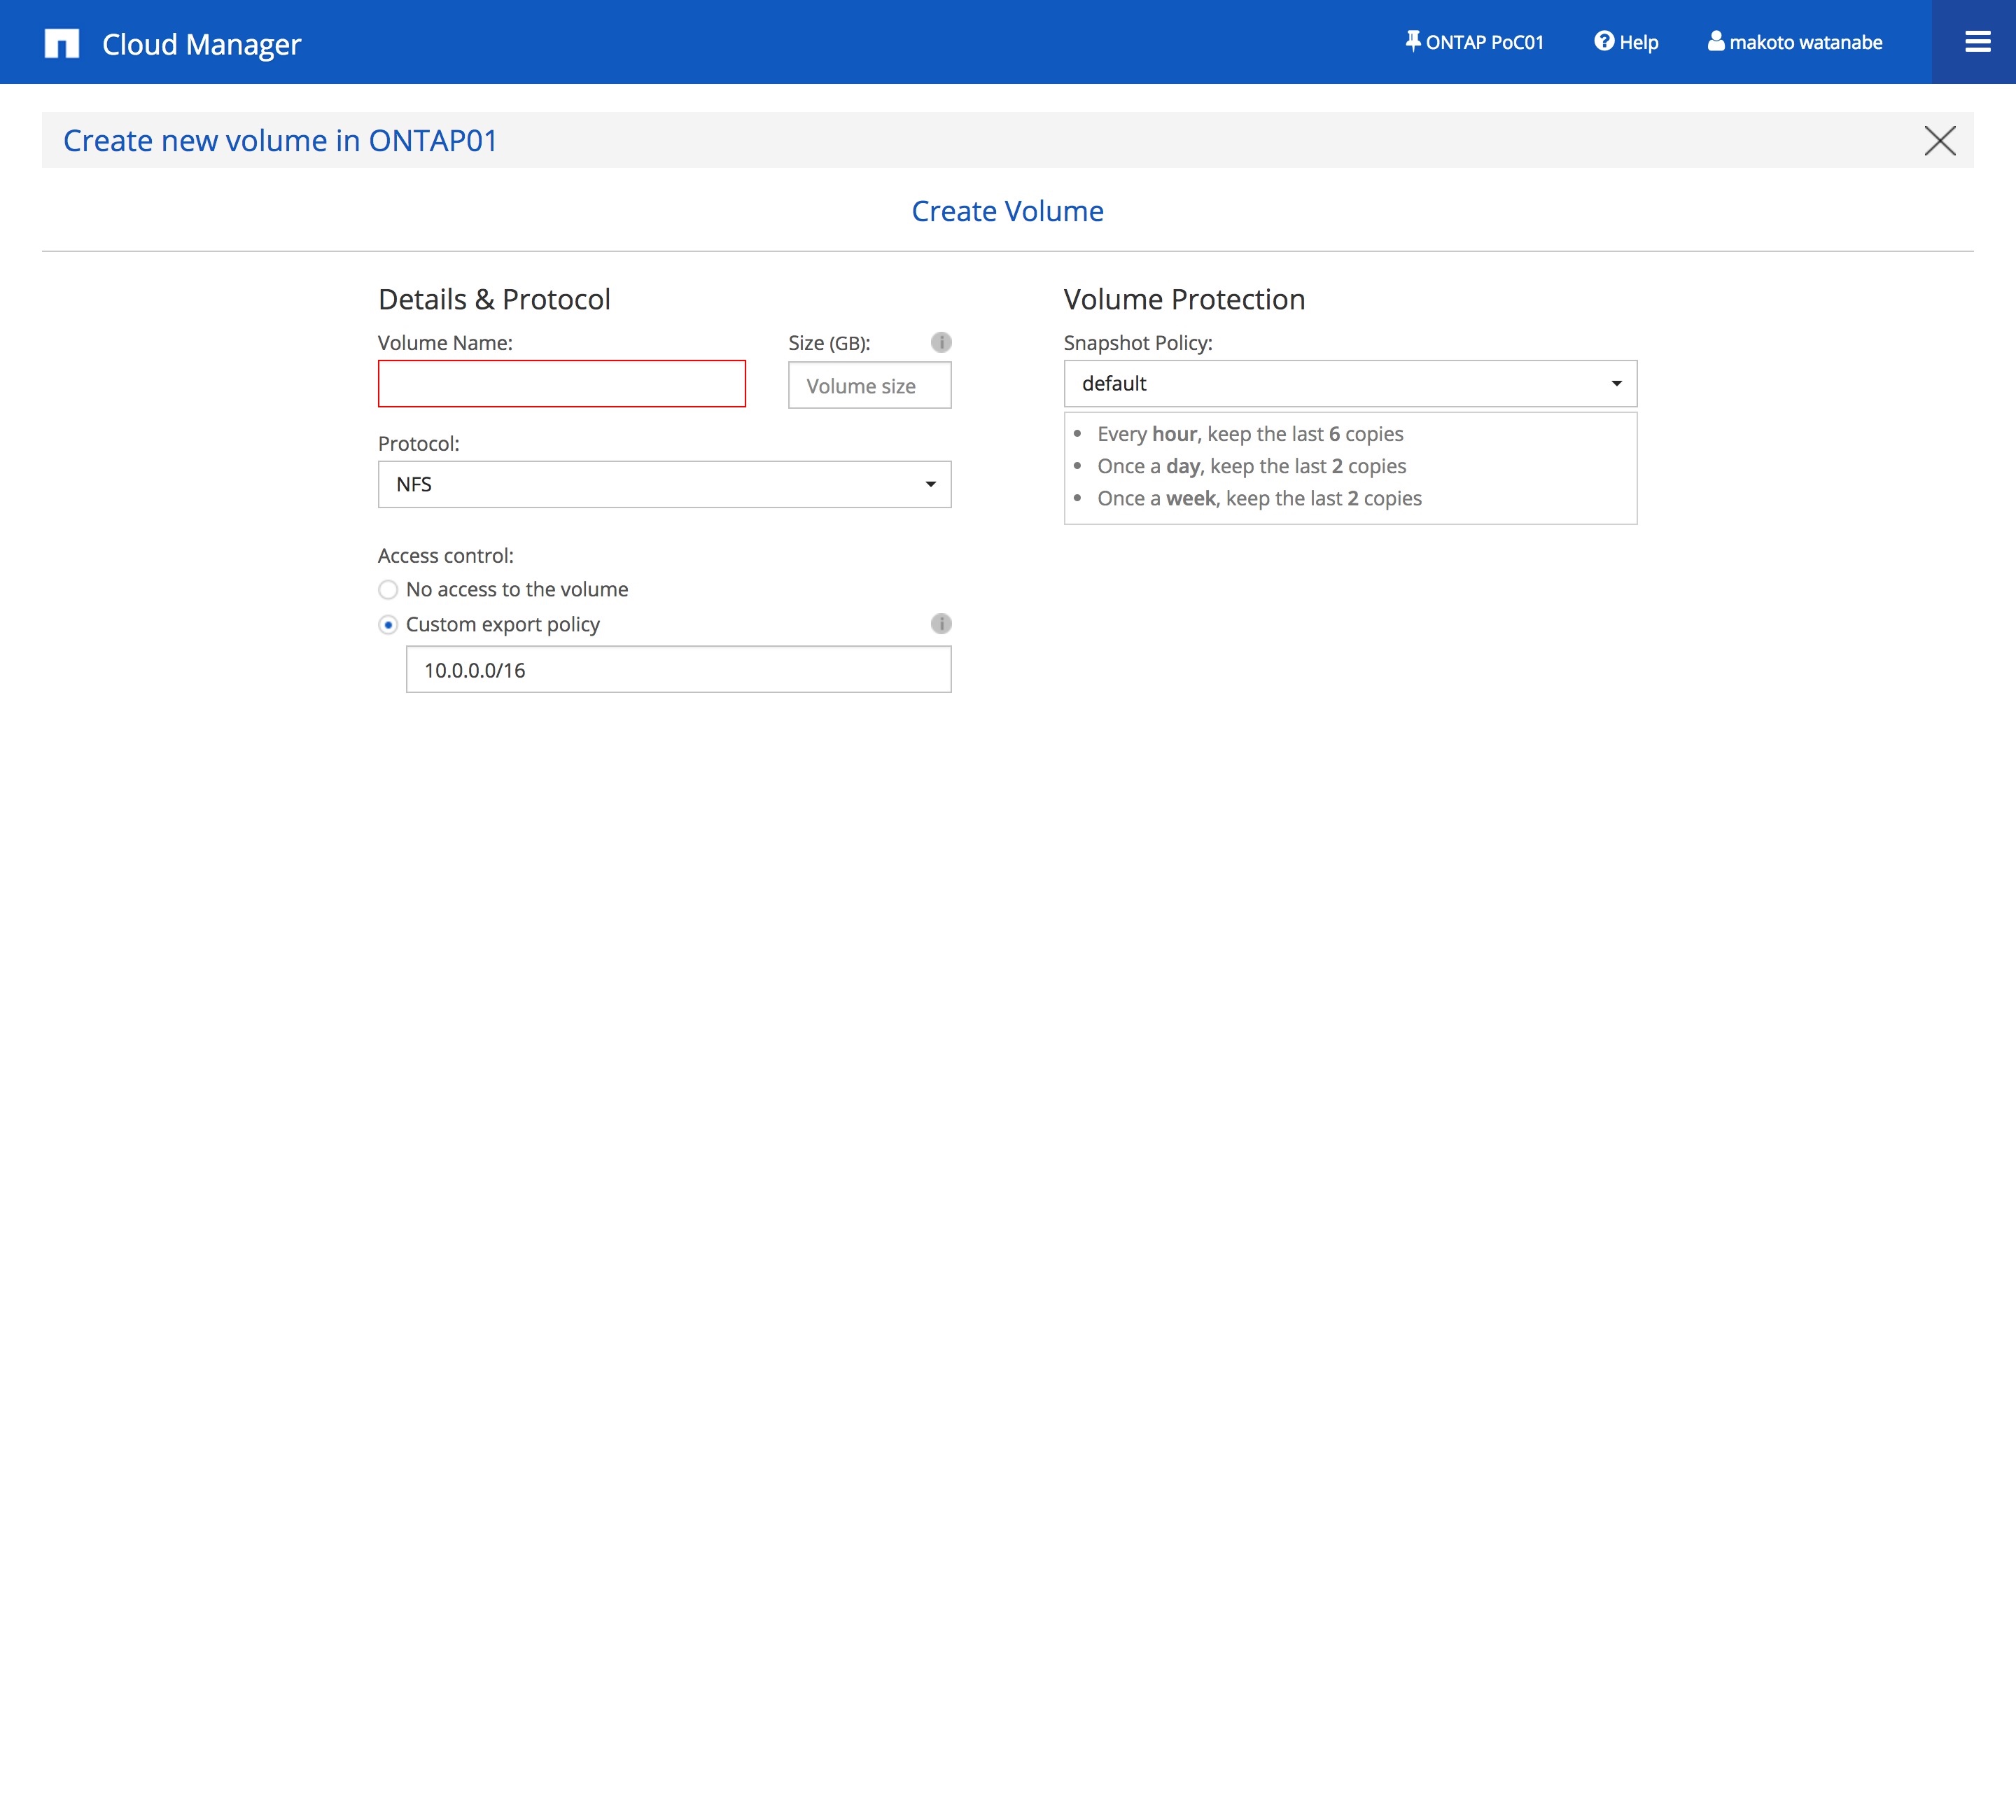 Cloud Manager
ONTAP PoC01
Help
makoto watanabe
Create new volume in ONTAP01
Create Volume
Details & Protocol
Volume Name:
Size (GB):
Volume size
Protocol:
NFS
Access control:
No access to the volume
Custom export policy
10.0.0.0/16
Volume Protection
Snapshot Policy:
default
• Every hour, keep the last 6 copies
• Once a day, keep the last 2 copies
• Once a week, keep the last 2 copies